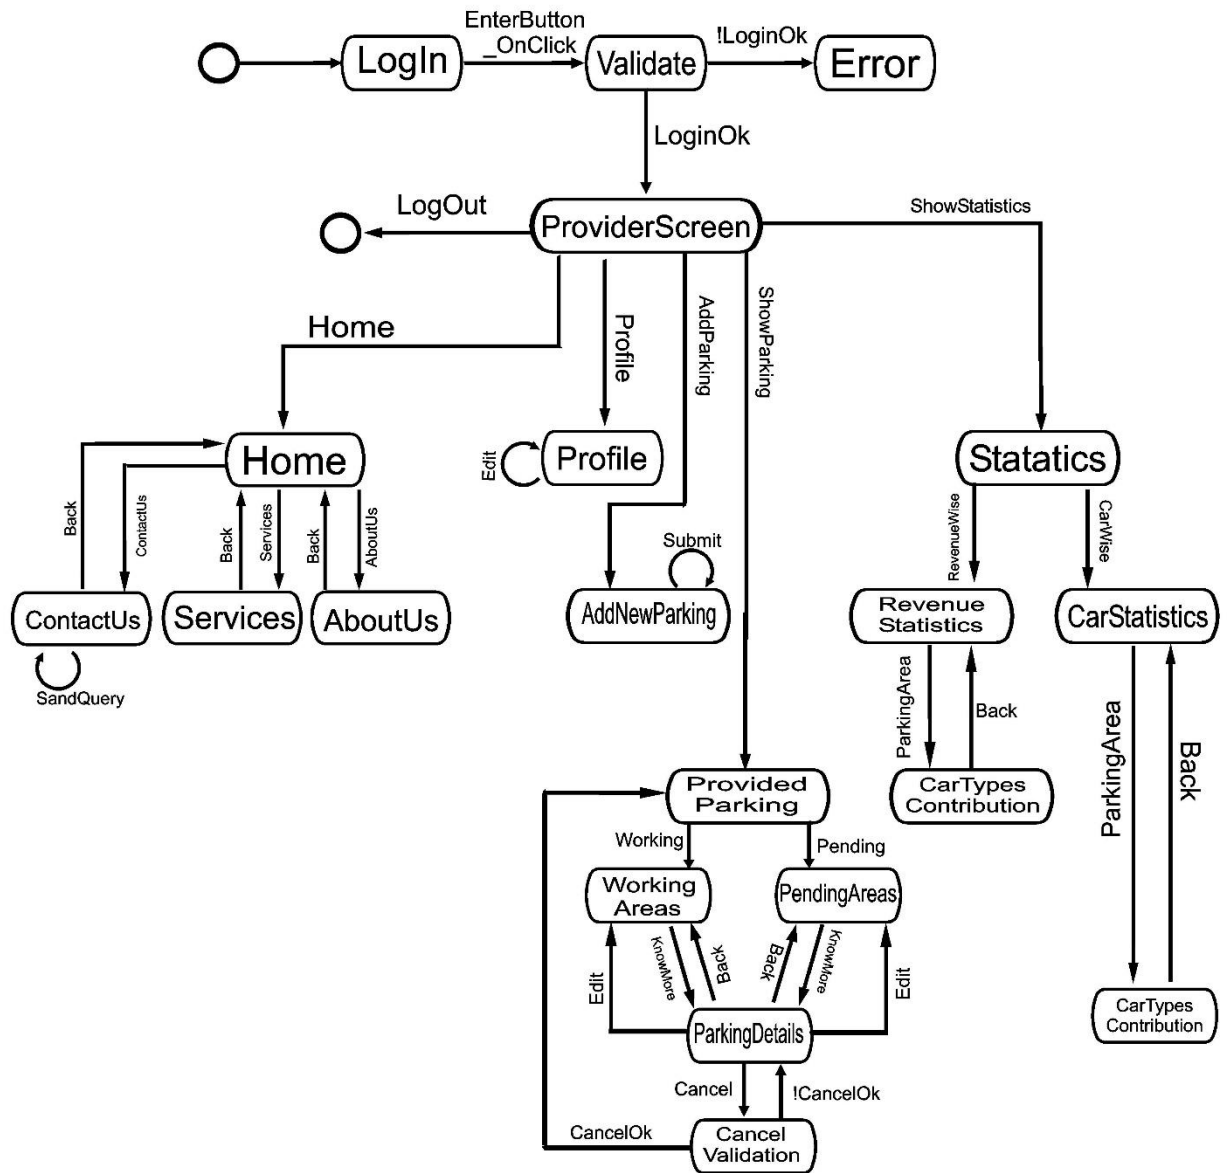 EnterButton
_OnClick
!LoginOk
LogIn
Validate
Error
LoginOk
LogOut
ProviderScreen
ShowStatistics
Home
Profile
AddParking
ShowParking
Home
Edit
Profile
Statatics
Back
ContactUs
Back
Services
Back
AboutUs
RevenueWise
CarWise
Submit
ContactUs
Services
AboutUs
AddNewParking
Revenue
Statistics
CarStatistics
SandQuery
ParkingArea
Back
ParkingArea
Back
Provided
Parking
CarTypes
Contribution
Working
Pending
Working
Areas
PendingAreas
Edit
KnowMore
Back
Back
KnowMore
Edit
CarTypes
Contribution
ParkingDetails
Cancel
!CancelOk
CancelOk
Cancel
Validation